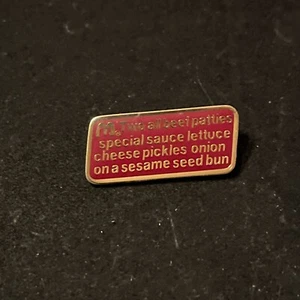 Two all beef patties
special sauce lettuce
cheese pickles onion
on a sesame seed bun